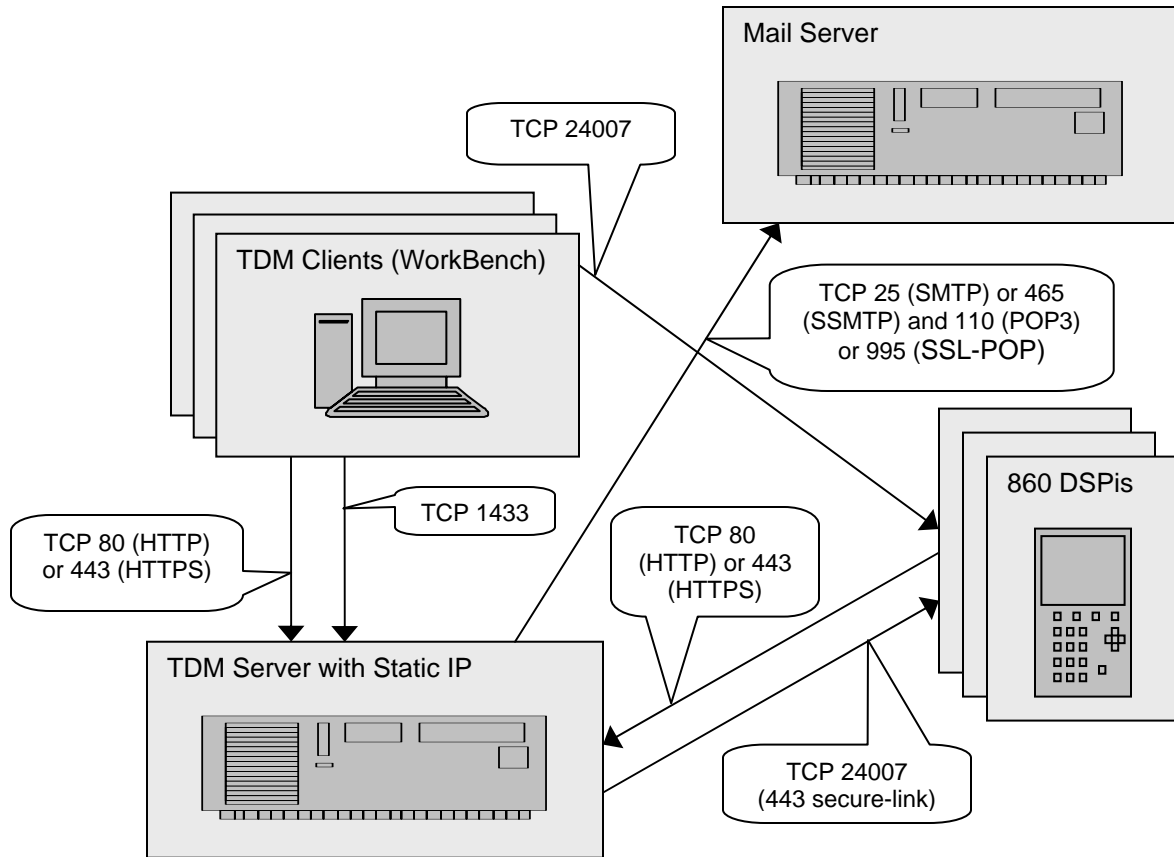 Mail Server
TCP 24007
TDM Clients (WorkBench)
TCP 25 (SMTP) or 465
(SSMTP) and 110 (POP3)
or 995 (SSL-POP)
860 DSPis
TCP 1433
TCP 80 (HTTP)
or 443 (HTTPS)
TCP 80
(HTTP) or 443
(HTTPS)
TDM Server with Static IP
TCP 24007
(443 secure-link)